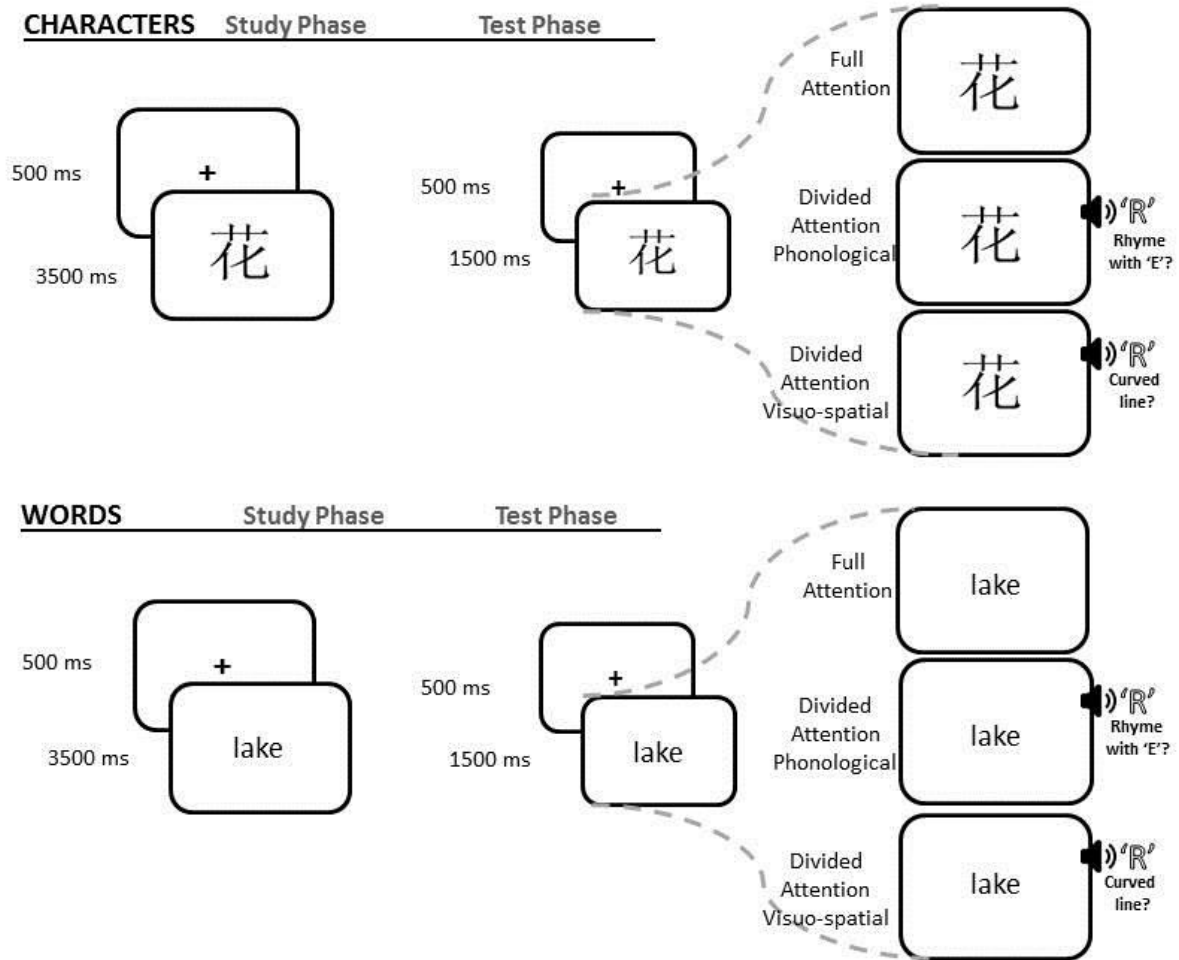 CHARACTERS Study Phase Test Phase
500 ms
+
花
3500 ms
500 ms
+
花
1500 ms
Full
Attention
花
Divided
Attention
Phonological
花
‘R’
Rhyme
with ‘E’?
Divided
Attention
Visuo-spatial
花
‘R’
Curved
line?
WORDS Study Phase Test Phase
500 ms
+
lake
3500 ms
500 ms
+
lake
1500 ms
Full
Attention
lake
Divided
Attention
Phonological
lake
‘R’
Rhyme
with ‘E’?
Divided
Attention
Visuo-spatial
lake
‘R’
Curved
line?